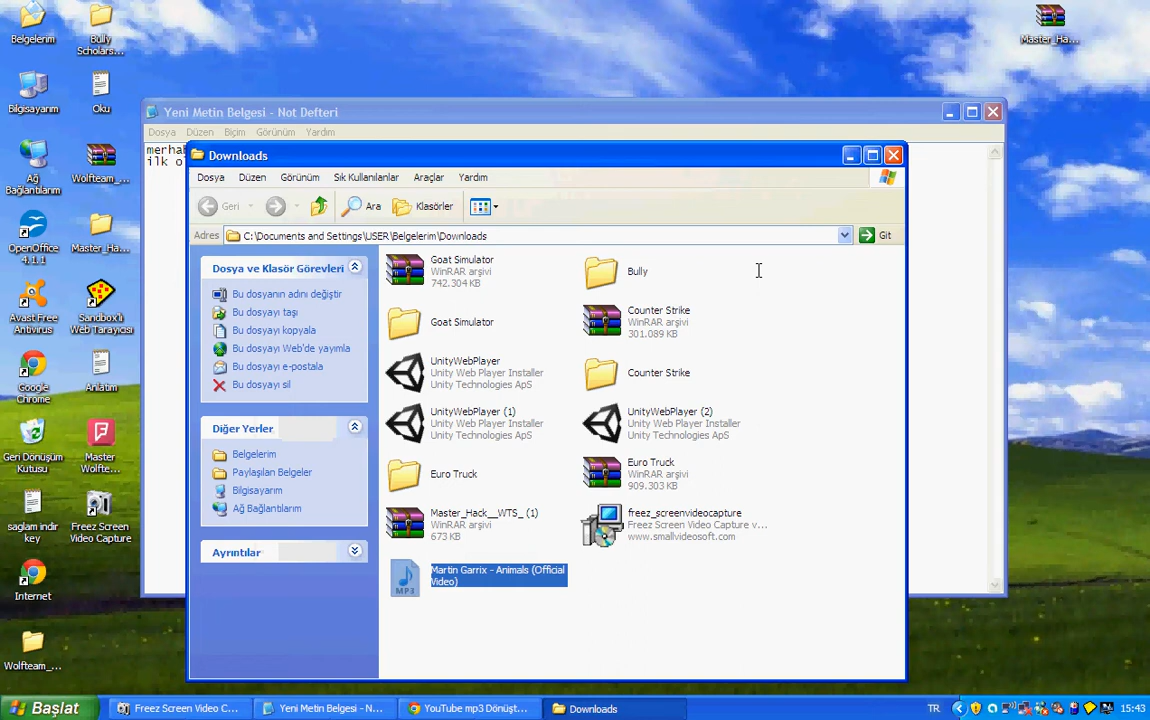 Belgelerim
Bully
Scholars...
Master_Ha...
Bilgisayarım
Oku
Ağ
Bağlantılarım
Wolfteam_...
OpenOffice
4.1.1
Master_Ha...
Avast Free
Antivirus
Sandbox'lı
Web Tarayıcısı
Google
Chrome
Anlatım
Geri Dönüşüm
Kutusu
Master
Wolfte...
saglam indir
key
Freez Screen
Video Capture
Internet
Wolfteam_...
Yeni Metin Belgesi - Not Defteri
Dosya Düzen Biçim Görünüm Yardım
ilk o
Downloads
Dosya Düzen Görünüm Sık Kullanılanlar Araçlar Yardım
Geri Ara Klasörler
Adres C:\Documents and Settings\USER\Belgelerim\Downloads Git
Dosya ve Klasör Görevleri
Bu dosyanın adını değiştir
Bu dosyayı taşı
Bu dosyayı kopyala
Bu dosyayı Web'de yayımla
Bu dosyayı e-postala
Bu dosyayı sil
Diğer Yerler
Belgelerim
Paylaşılan Belgeler
Bilgisayarım
Ağ Bağlantılarım
Ayrıntılar
Goat Simulator
WinRAR arşivi
742.304 KB
Bully
Goat Simulator
Counter Strike
WinRAR arşivi
301.089 KB
UnityWebPlayer
Unity Web Player Installer
Unity Technologies ApS
Counter Strike
UnityWebPlayer (1)
Unity Web Player Installer
Unity Technologies ApS
UnityWebPlayer (2)
Unity Web Player Installer
Unity Technologies ApS
Euro Truck
Euro Truck
WinRAR arşivi
909.303 KB
Master_Hack__WTS_ (1)
WinRAR arşivi
673 KB
freez_screenvideocapture
Freez Screen Video Capture v...
www.smallvideosoft.com
MP3
Martin Garrix - Animals (Official
Video)
Başlat
Freez Screen Video C...
Yeni Metin Belgesi - N...
YouTube mp3 Dönüşt...
Downloads
TR
15:43